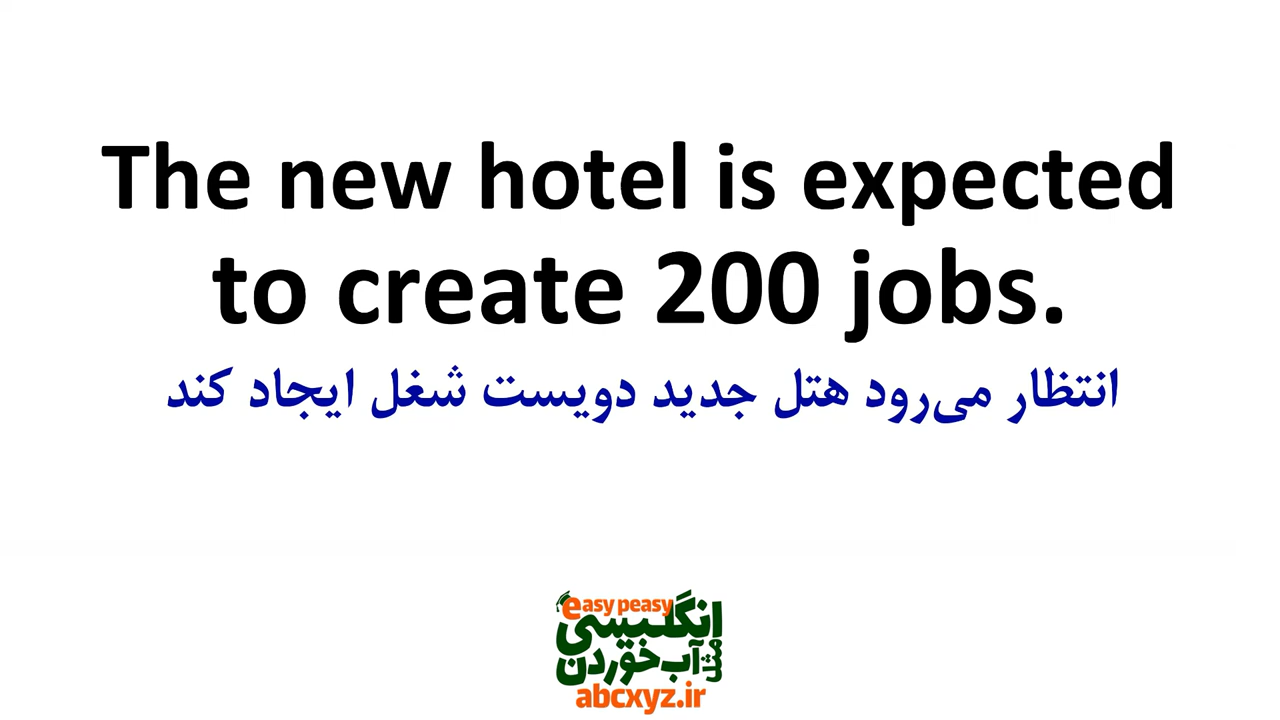 The new hotel is expected
to create 200 jobs.
انتظار می‌رود هتل جدید دویست شغل ایجاد کند
easy peasy
انگلیسی
مثل
آب خوردن
abcxyz.ir